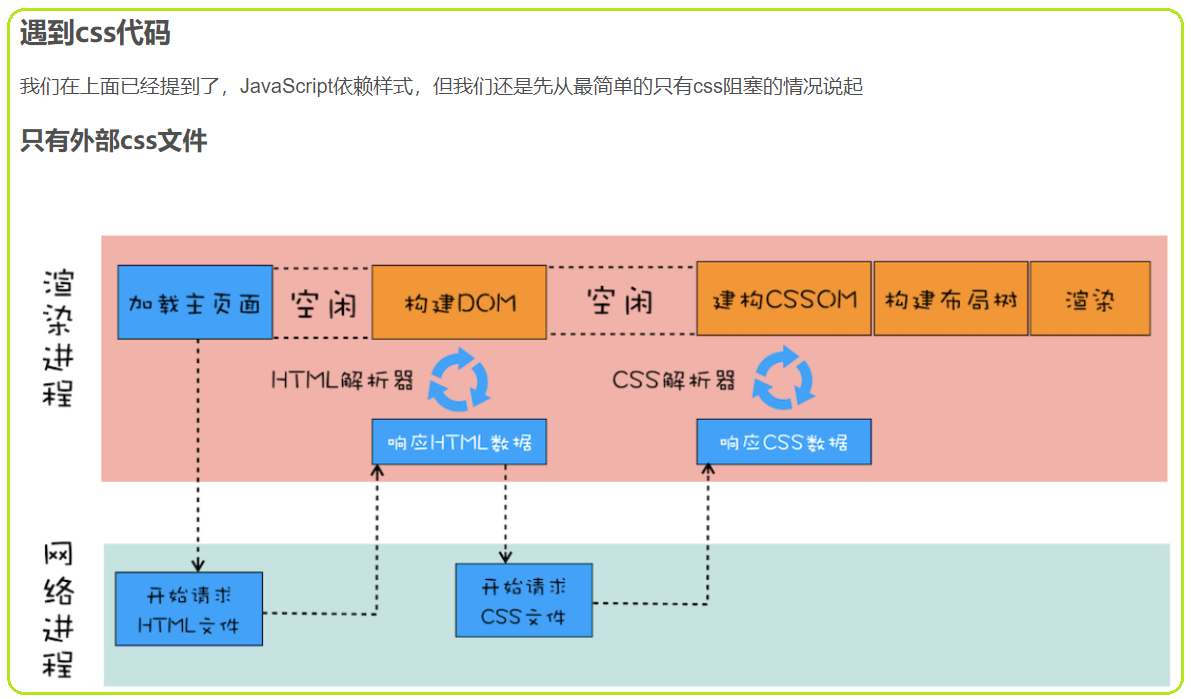 遇到css代码
我们在上面已经提到了，JavaScript依赖样式，但我们还是先从最简单的只有css阻塞的情况说起
只有外部css文件
渲染进程
加载主页面
空闲
构建DOM
空闲
建构CSSOM
构建布局树
渲染
HTML解析器
CSS解析器
响应HTML数据
响应CSS数据
网络进程
开始请求
HTML文件
开始请求
CSS文件